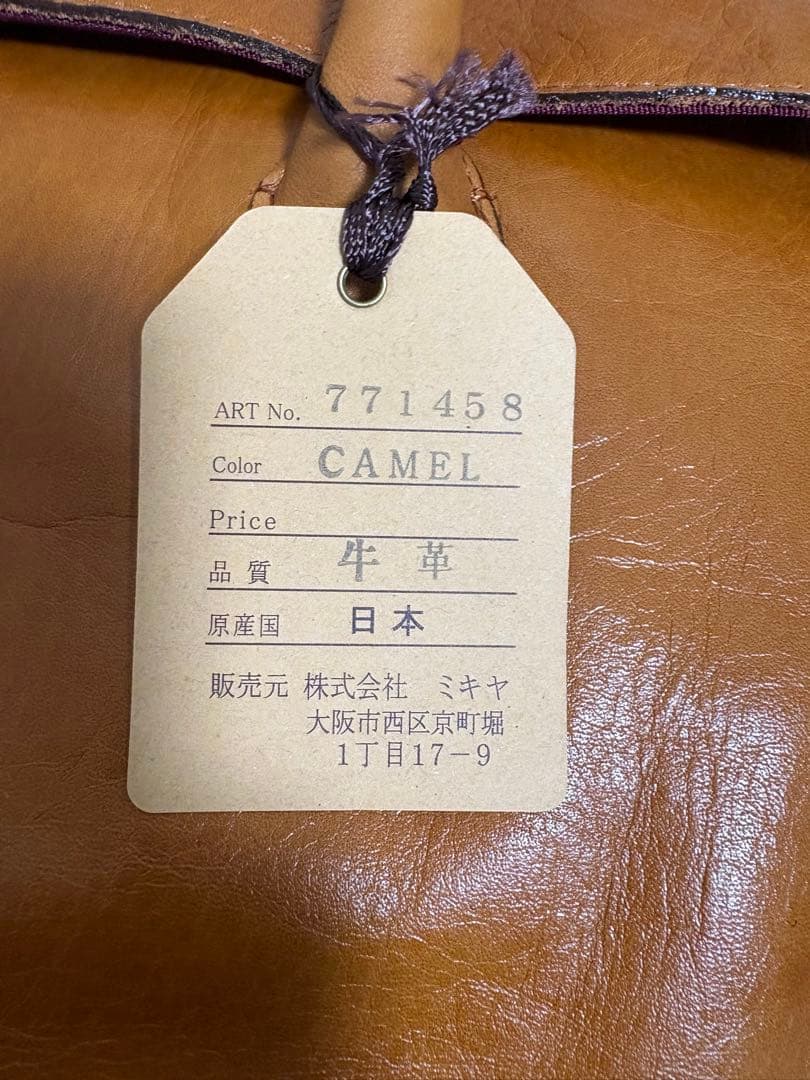 ART No. 771458
Color CAMEL
Price
品質 牛革
原産国 日本
販売元 株式会社 ミキヤ
大阪市西区京町堀
1丁目17−9